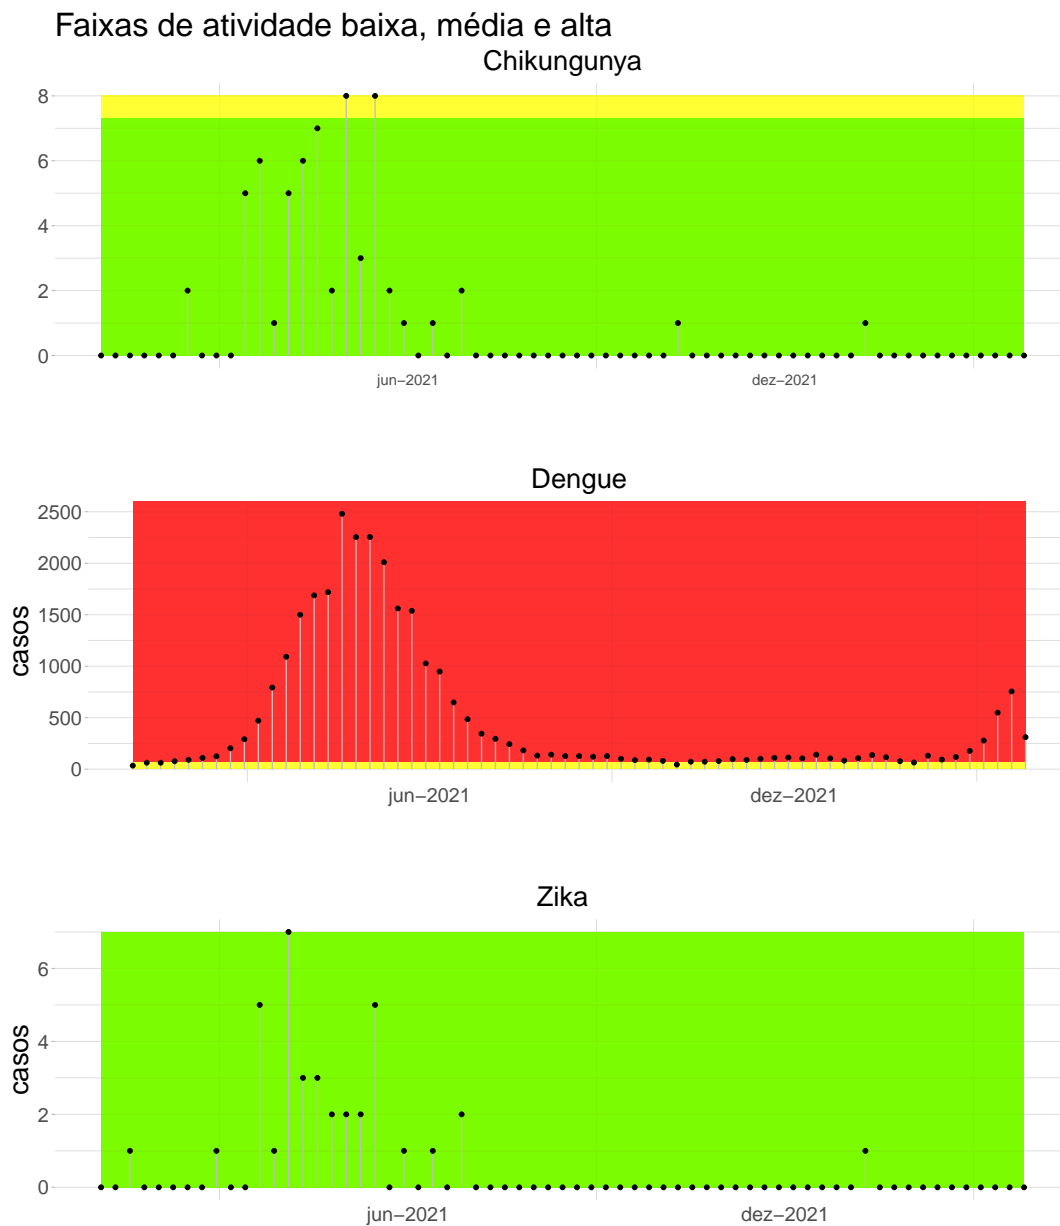 Faixas de atividade baixa, média e alta
Chikungunya
8
6
4
2
0
jun−2021
dez−2021
Dengue
casos
2500
2000
1500
1000
500
0
jun−2021
dez−2021
Zika
casos
6
4
2
0
jun−2021
dez−2021